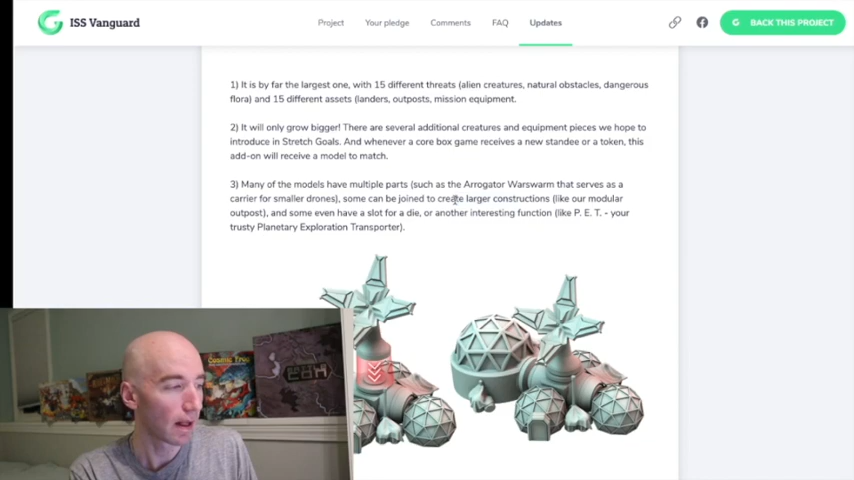 ISS Vanguard
Project Your pledge Comments FAQ Updates
G BACK THIS PROJECT
1) It is by far the largest one, with 15 different threats (alien creatures, natural obstacles, dangerous
flora) and 15 different assets (landers, outposts, mission equipment.
2) It will only grow bigger! There are several additional creatures and equipment pieces we hope to
introduce in Stretch Goals. And whenever a core box game receives a new standee or a token, this
add-on will receive a model to match.
3) Many of the models have multiple parts (such as the Arrogator Warswarm that serves as a
carrier for smaller drones), some can be joined to create larger constructions (like our modular
outpost), and some even have a slot for a die, or another interesting function (like P. E. T. - your
trusty Planetary Exploration Transporter).